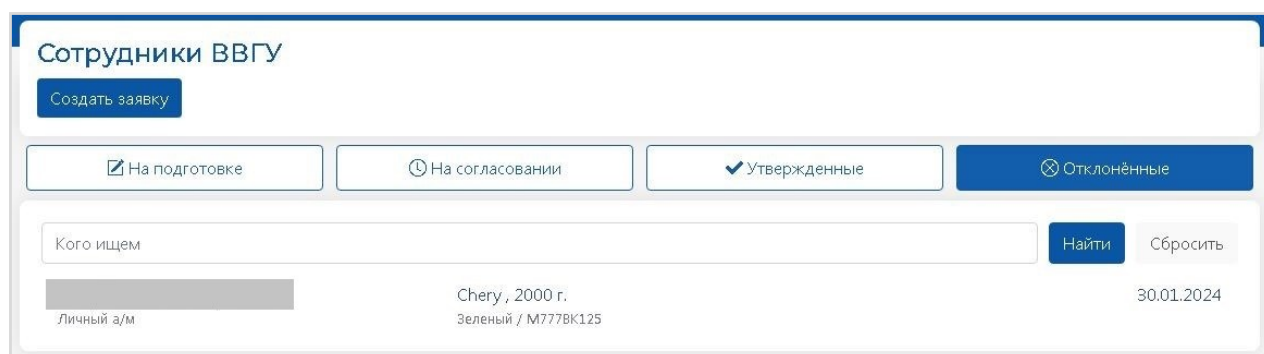 Сотрудники ВВГУ
Создать заявку
На подготовке На согласовании Утвержденные Отклонённые
Кого ищем Найти Сбросить
Chery , 2000 г. 30.01.2024
Личный а/м Зеленый / М777ВК125